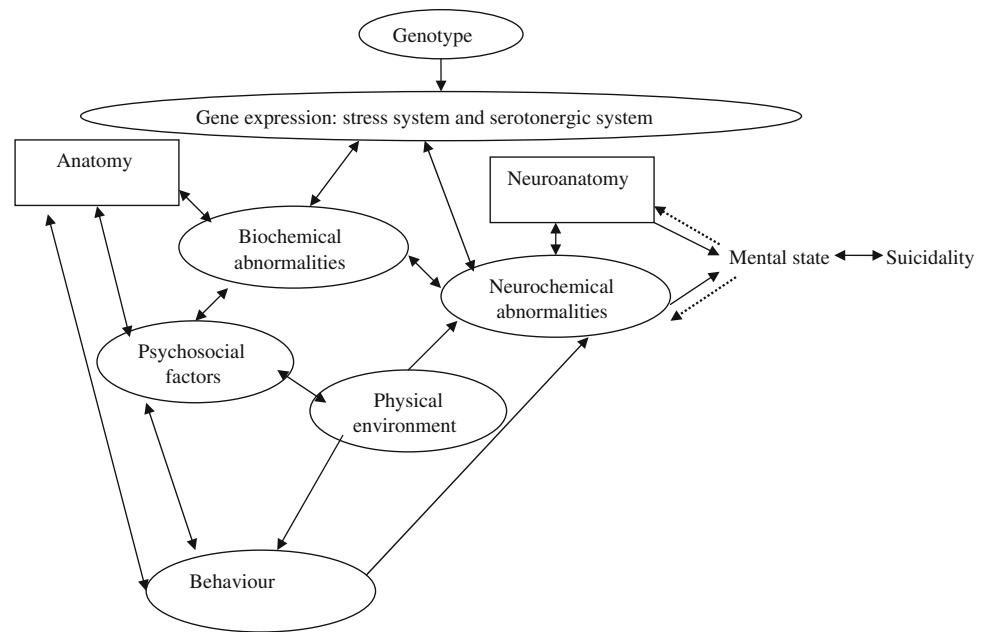 Genotype
Gene expression: stress system and serotonergic system
Anatomy
Neuroanatomy
Biochemical
abnormalities
Mental state
Suicidality
Neurochemical
abnormalities
Psychosocial
factors
Physical
environment
Behaviour